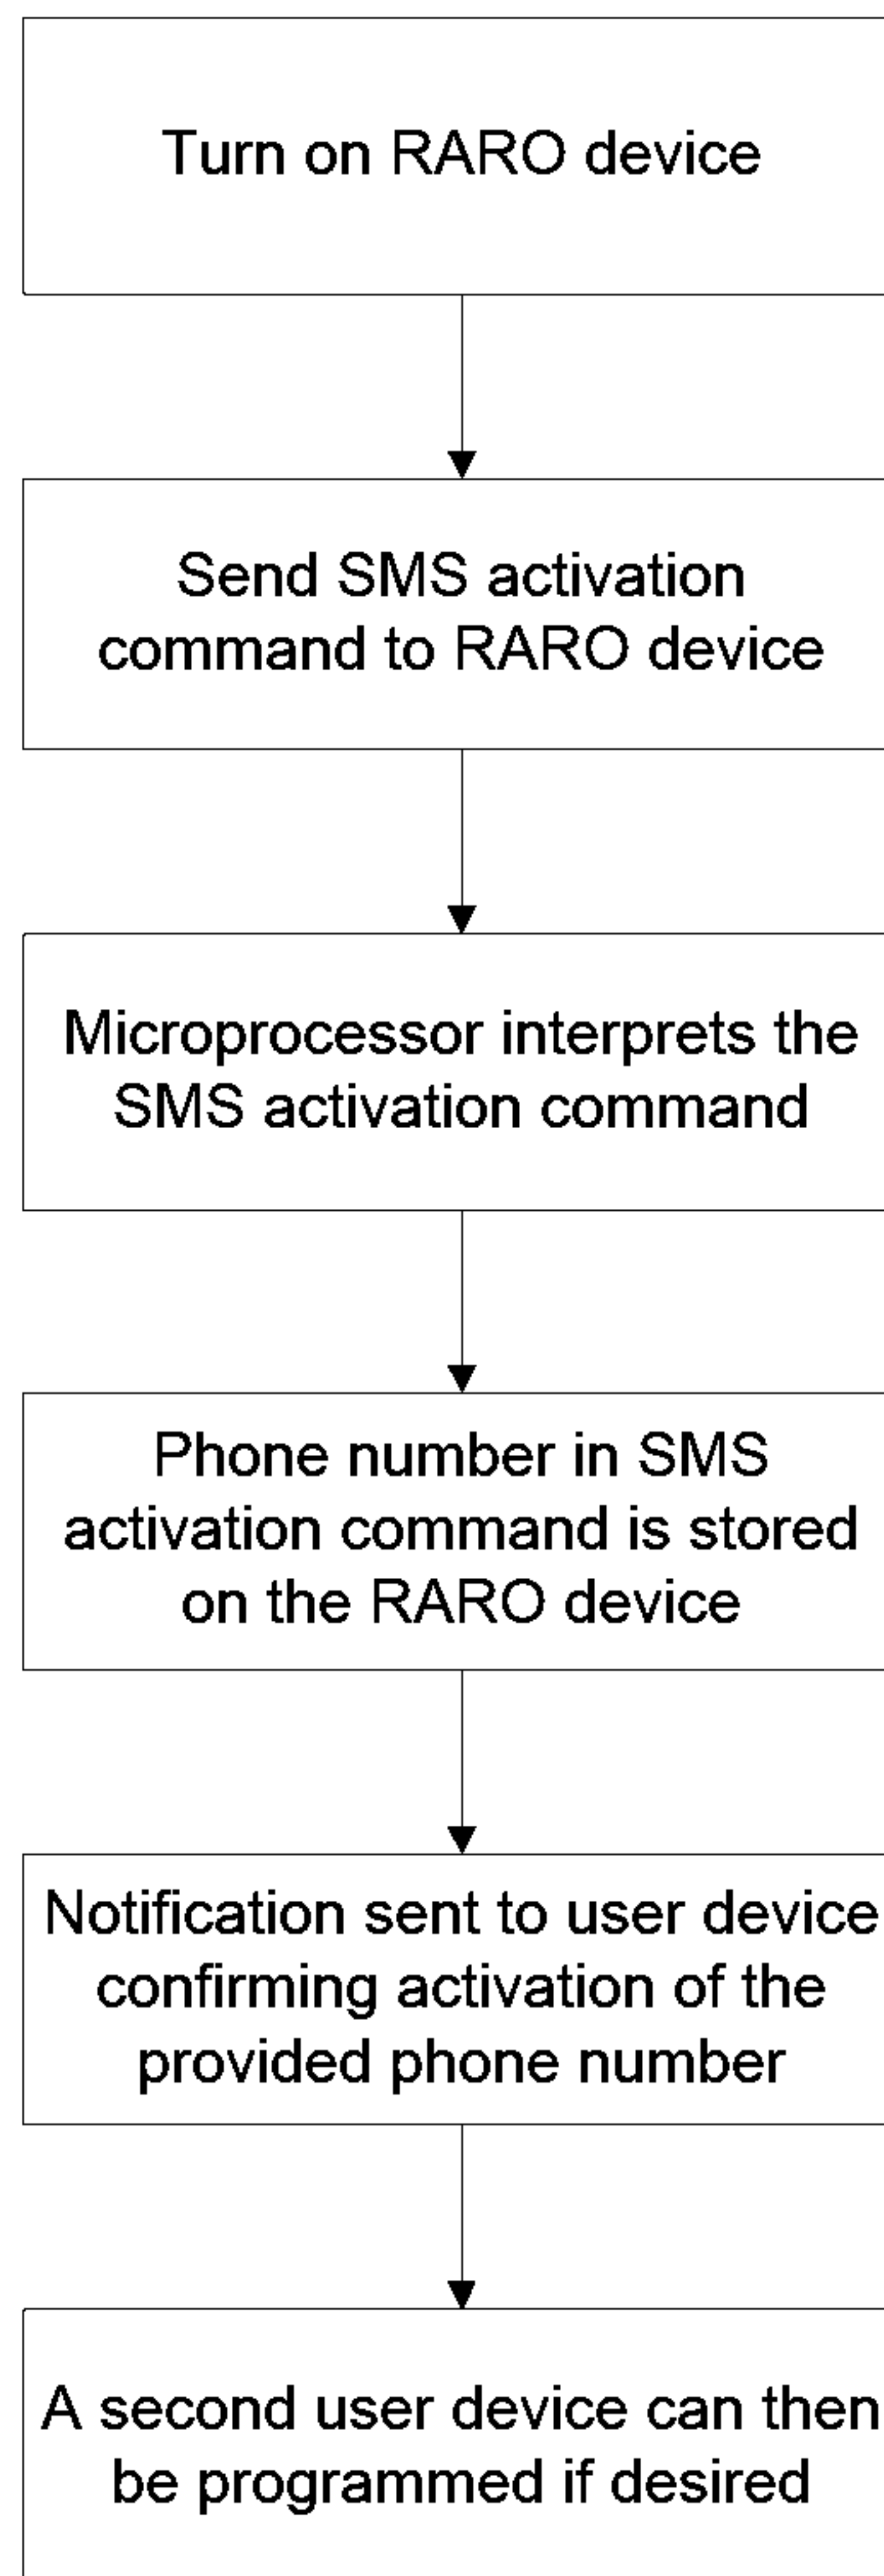 Turn on RARO device
Send SMS activation
command to RARO device
Microprocessor interprets the
SMS activation command
Phone number in SMS
activation command is stored
on the RARO device
Notification sent to user device
confirming activation of the
provided phone number
A second user device can then
be programmed if desired